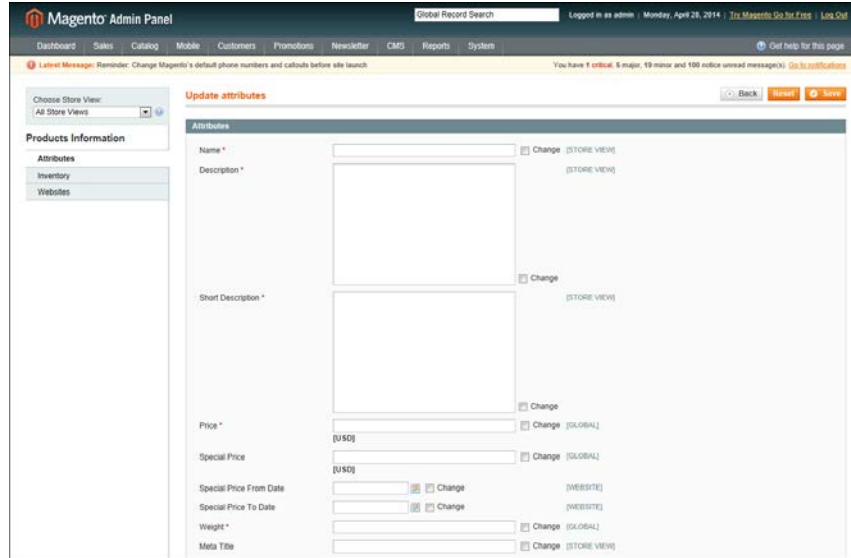 Magento® Admin Panel
Global Record Search
Logged in as admin | Monday, April 28, 2014 | Try Magento Go for Free | Log Out
Dashboard Sales Catalog Mobile Customers Promotions Newsletter CMS Reports System
Get help for this page
Latest Message: Reminder: Change Magento's default phone numbers and callouts before site launch
You have 1 critical, 5 major, 19 minor and 100 notice unread message(s). Go to notifications
Choose Store View:
All Store Views
Products Information
Attributes
Inventory
Websites
Update attributes
Back Reset Save
Attributes
Name * Change [STORE VIEW]
Description * [STORE VIEW]
Change
Short Description * [STORE VIEW]
Change
Price * Change [GLOBAL]
[USD]
Special Price Change [GLOBAL]
[USD]
Special Price From Date Change [WEBSITE]
Special Price To Date Change [WEBSITE]
Weight * Change [GLOBAL]
Meta Title Change [STORE VIEW]